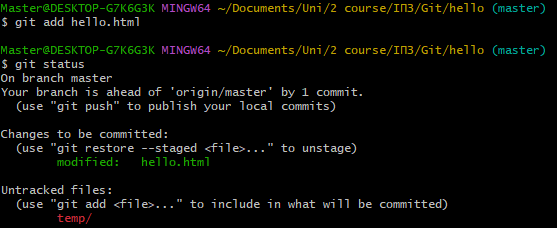 Master@DESKTOP-G7K6G3K MINGW64 ~/Documents/Uni/2 course/ІПЗ/Git/hello (master)
$ git add hello.html
Master@DESKTOP-G7K6G3K MINGW64 ~/Documents/Uni/2 course/ІПЗ/Git/hello (master)
$ git status
On branch master
Your branch is ahead of 'origin/master' by 1 commit.
  (use "git push" to publish your local commits)
Changes to be committed:
  (use "git restore --staged <file>..." to unstage)
        modified:   hello.html
Untracked files:
  (use "git add <file>..." to include in what will be committed)
        temp/